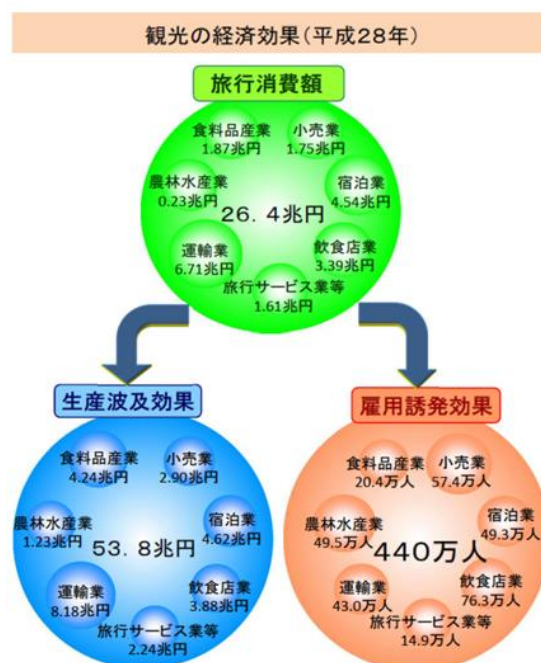 観光の経済効果（平成２８年）
旅行消費額
食料品産業
1.87兆円
小売業
1.75兆円
農林水産業
0.23兆円
宿泊業
4.54兆円
26．4兆円
運輸業
6.71兆円
飲食店業
3.39兆円
旅行サービス業等
1.61兆円
生産波及効果
食料品産業
4.24兆円
小売業
2.90兆円
農林水産業
1.23兆円
宿泊業
4.62兆円
53．8兆円
運輸業
8.18兆円
飲食店業
3.88兆円
旅行サービス業等
2.24兆円
雇用誘発効果
食料品産業
20.4万人
小売業
57.4万人
農林水産業
49.5万人
宿泊業
49.3万人
440万人
運輸業
43.0万人
飲食店業
76.3万人
旅行サービス業等
14.9万人